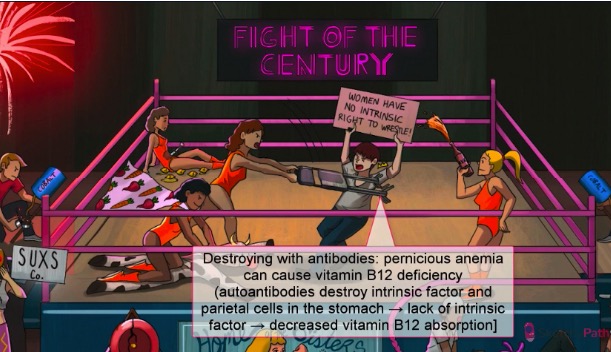 FIGHT OF THE
CENTURY
WOMEN HAVE
NO INTRINSIC
RIGHT TO WRESTLE!
COBALT
SUXS
Co.
Destroying with antibodies: pernicious anemia
can cause vitamin B12 deficiency
(autoantibodies destroy intrinsic factor and
parietal cells in the stomach → lack of intrinsic
factor → decreased vitamin B12 absorption]